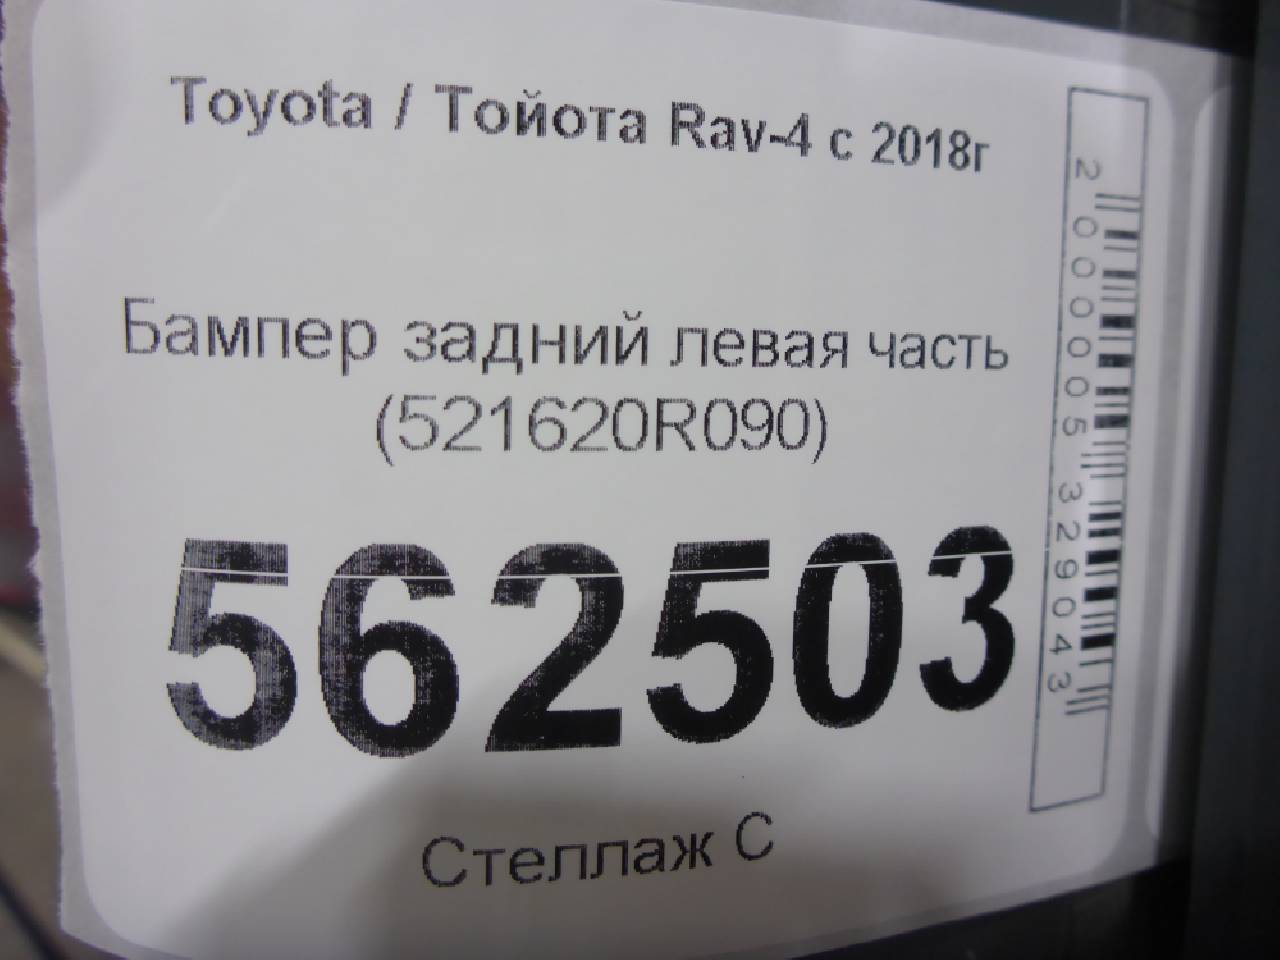 Toyota / Тойота Rav-4 с 2018г
Бампер задний левая часть
(521620R090)
562503
Стеллаж С
2000005329043